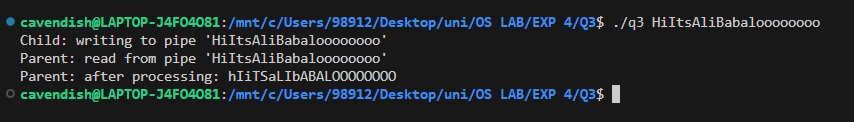 cavendish@LAPTOP-J4FO4O81:/mnt/c/Users/98912/Desktop/uni/OS LAB/EXP 4/Q3$ ./q3 HiItsAliBabaloooooooo
Child: writing to pipe 'HiItsAliBabaloooooooo'
Parent: read from pipe 'HiItsAliBabaloooooooo'
Parent: after processing: hIiTSaLIbABALOOOOOOOO
cavendish@LAPTOP-J4FO4O81:/mnt/c/Users/98912/Desktop/uni/OS LAB/EXP 4/Q3$